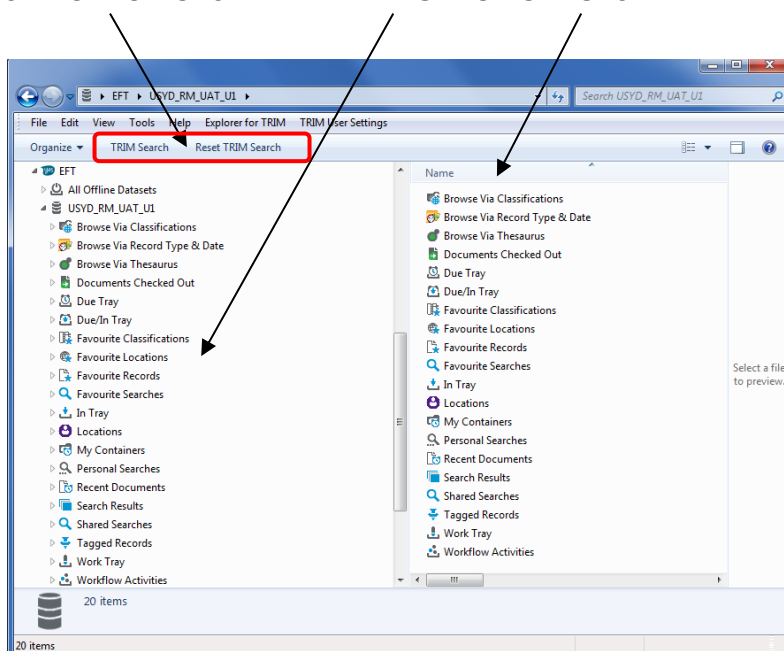 EFT ▸ USYD_RM_UAT_U1 ▸
Search USYD_RM_UAT_U1
File Edit View Tools Help Explorer for TRIM TRIM User Settings
Organize TRIM Search Reset TRIM Search
EFT
All Offline Datasets
USYD_RM_UAT_U1
Browse Via Classifications
Browse Via Record Type & Date
Browse Via Thesaurus
Documents Checked Out
Due Tray
Due/In Tray
Favourite Classifications
Favourite Locations
Favourite Records
Favourite Searches
In Tray
Locations
My Containers
Personal Searches
Recent Documents
Search Results
Shared Searches
Tagged Records
Work Tray
Workflow Activities
Name
Browse Via Classifications
Browse Via Record Type & Date
Browse Via Thesaurus
Documents Checked Out
Due Tray
Due/In Tray
Favourite Classifications
Favourite Locations
Favourite Records
Favourite Searches
In Tray
Locations
My Containers
Personal Searches
Recent Documents
Search Results
Shared Searches
Tagged Records
Work Tray
Workflow Activities
Select a file
to preview.
20 items
20 items